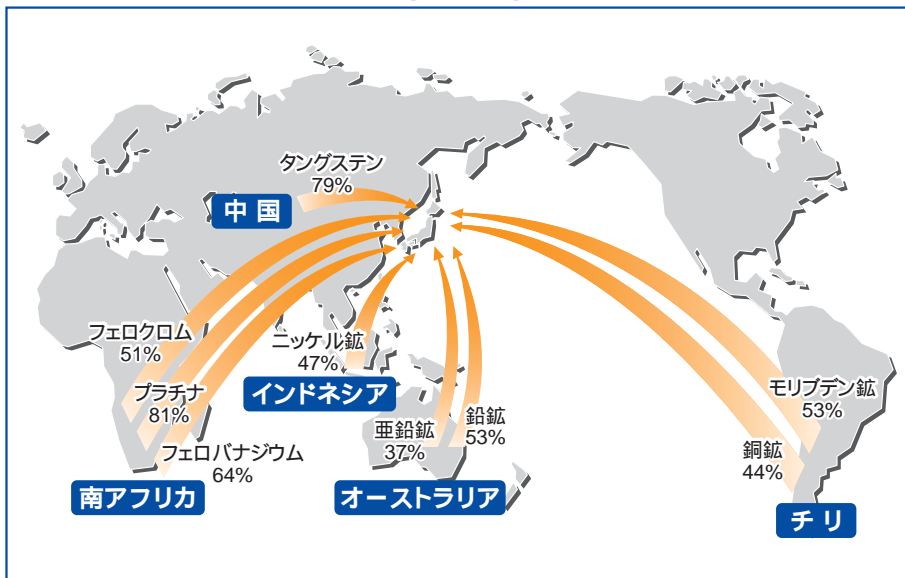 タングステン
79%
中国
フェロクロム
51%
プラチナ
81%
フェロバナジウム
64%
南アフリカ
ニッケル鉱
47%
インドネシア
亜鉛鉱
37%
鉛鉱
53%
オーストラリア
モリブデン鉱
53%
銅鉱
44%
チリ